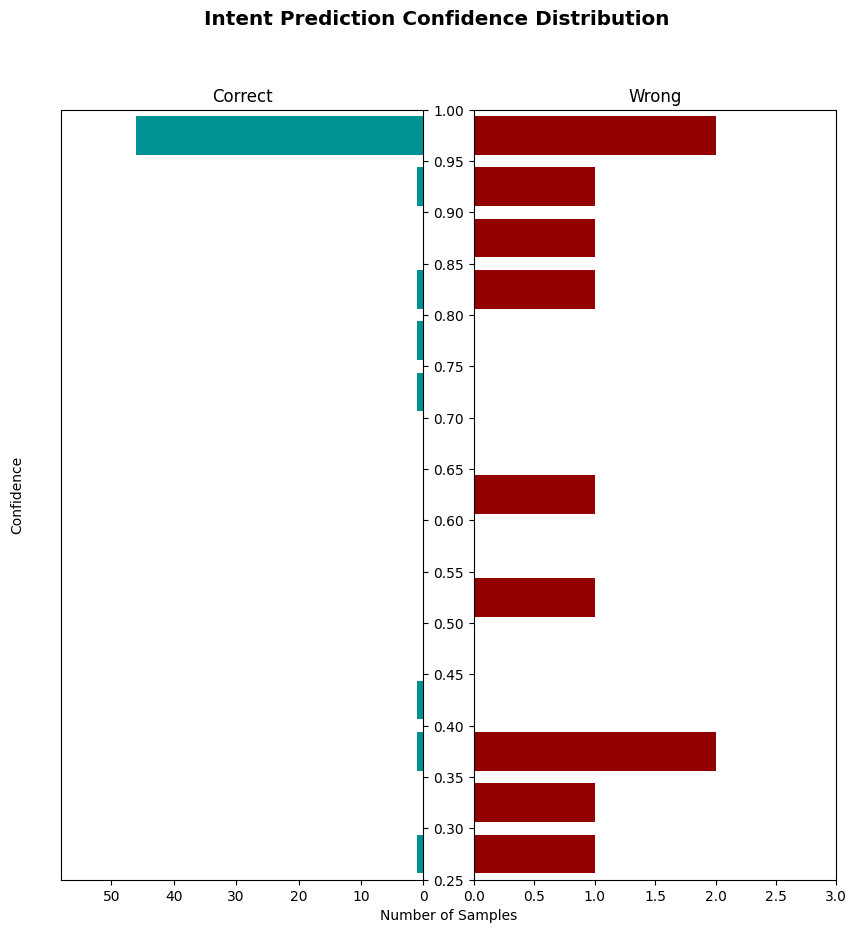 Intent Prediction Confidence Distribution
Correct
Wrong
Confidence
1.00
0.95
0.90
0.85
0.80
0.75
0.70
0.65
0.60
0.55
0.50
0.45
0.40
0.35
0.30
0.25
50 40 30 20 10 0
0.0 0.5 1.0 1.5 2.0 2.5 3.0
Number of Samples